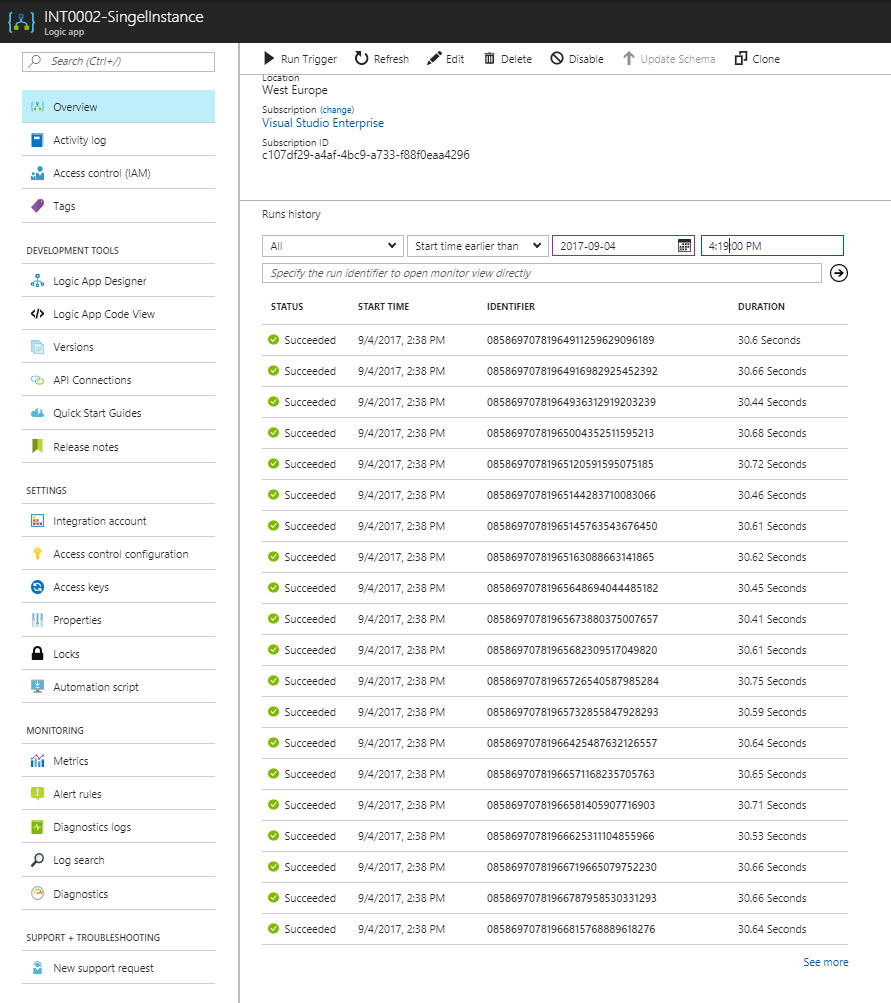 INT0002-SingelInstance
Logic app
Search (Ctrl+/)
Overview
Activity log
Access control (IAM)
Tags
DEVELOPMENT TOOLS
Logic App Designer
Logic App Code View
Versions
API Connections
Quick Start Guides
Release notes
SETTINGS
Integration account
Access control configuration
Access keys
Properties
Locks
Automation script
MONITORING
Metrics
Alert rules
Diagnostics logs
Log search
Diagnostics
SUPPORT + TROUBLESHOOTING
New support request
Run Trigger Refresh Edit Delete Disable Update Schema Clone
Location
West Europe
Subscription (change)
Visual Studio Enterprise
Subscription ID
c107df29-a4af-4bc9-a733-f88f0eaa4296
Runs history
All Start time earlier than 2017-09-04 4:19:00 PM
Specify the run identifier to open monitor view directly
STATUS START TIME IDENTIFIER DURATION
Succeeded 9/4/2017, 2:38 PM 08586970781964911259629096189 30.6 Seconds
Succeeded 9/4/2017, 2:38 PM 08586970781964916982925452392 30.66 Seconds
Succeeded 9/4/2017, 2:38 PM 08586970781964936312919203239 30.44 Seconds
Succeeded 9/4/2017, 2:38 PM 08586970781965004352511595213 30.68 Seconds
Succeeded 9/4/2017, 2:38 PM 08586970781965120591595075185 30.72 Seconds
Succeeded 9/4/2017, 2:38 PM 08586970781965144283710083066 30.46 Seconds
Succeeded 9/4/2017, 2:38 PM 08586970781965145763543676450 30.61 Seconds
Succeeded 9/4/2017, 2:38 PM 08586970781965163088663141865 30.62 Seconds
Succeeded 9/4/2017, 2:38 PM 08586970781965648694044485182 30.45 Seconds
Succeeded 9/4/2017, 2:38 PM 08586970781965673880375007657 30.41 Seconds
Succeeded 9/4/2017, 2:38 PM 08586970781965682309517049820 30.61 Seconds
Succeeded 9/4/2017, 2:38 PM 08586970781965726540587985284 30.75 Seconds
Succeeded 9/4/2017, 2:38 PM 08586970781965732855847928293 30.59 Seconds
Succeeded 9/4/2017, 2:38 PM 08586970781966425487632126557 30.64 Seconds
Succeeded 9/4/2017, 2:38 PM 08586970781966571168235705763 30.65 Seconds
Succeeded 9/4/2017, 2:38 PM 08586970781966581405907716903 30.71 Seconds
Succeeded 9/4/2017, 2:38 PM 08586970781966625311104855966 30.53 Seconds
Succeeded 9/4/2017, 2:38 PM 08586970781966719665079752230 30.66 Seconds
Succeeded 9/4/2017, 2:38 PM 08586970781966787958530331293 30.66 Seconds
Succeeded 9/4/2017, 2:38 PM 08586970781966815768889618276 30.64 Seconds
See more